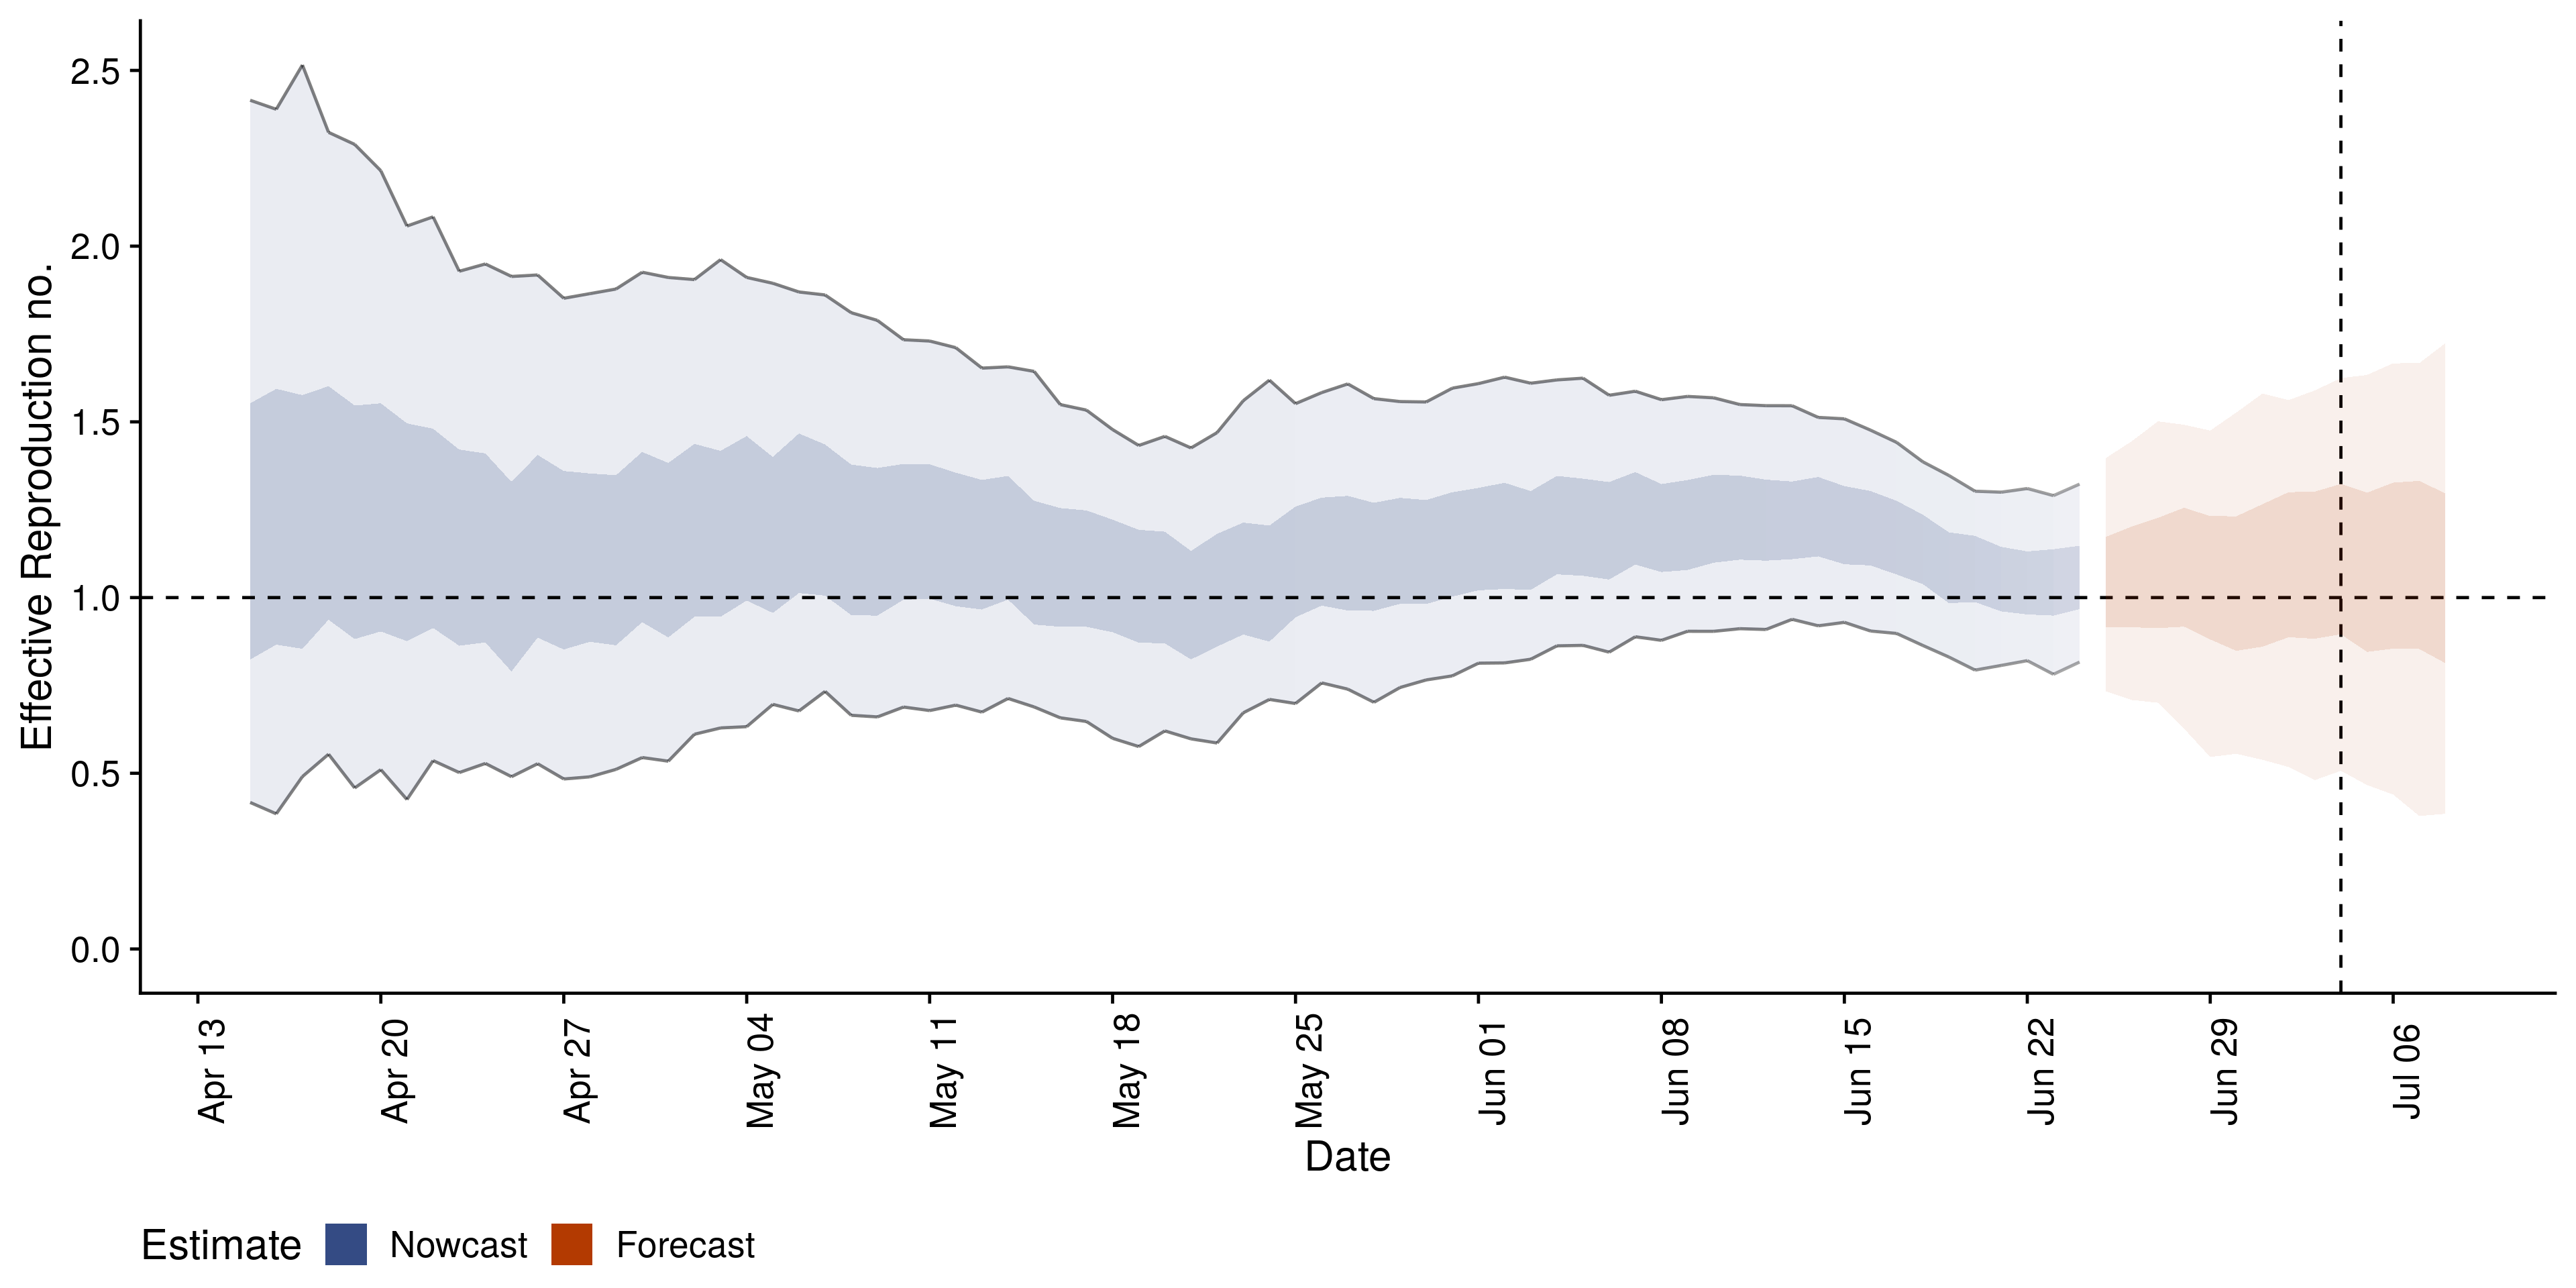 Effective Reproduction no.
2.5
2.0
1.5
1.0
0.5
0.0
Apr 13
Apr 20
Apr 27
May 04
May 11
May 18
May 25
Jun 01
Jun 08
Jun 15
Jun 22
Jun 29
Jul 06
Date
Estimate Nowcast Forecast